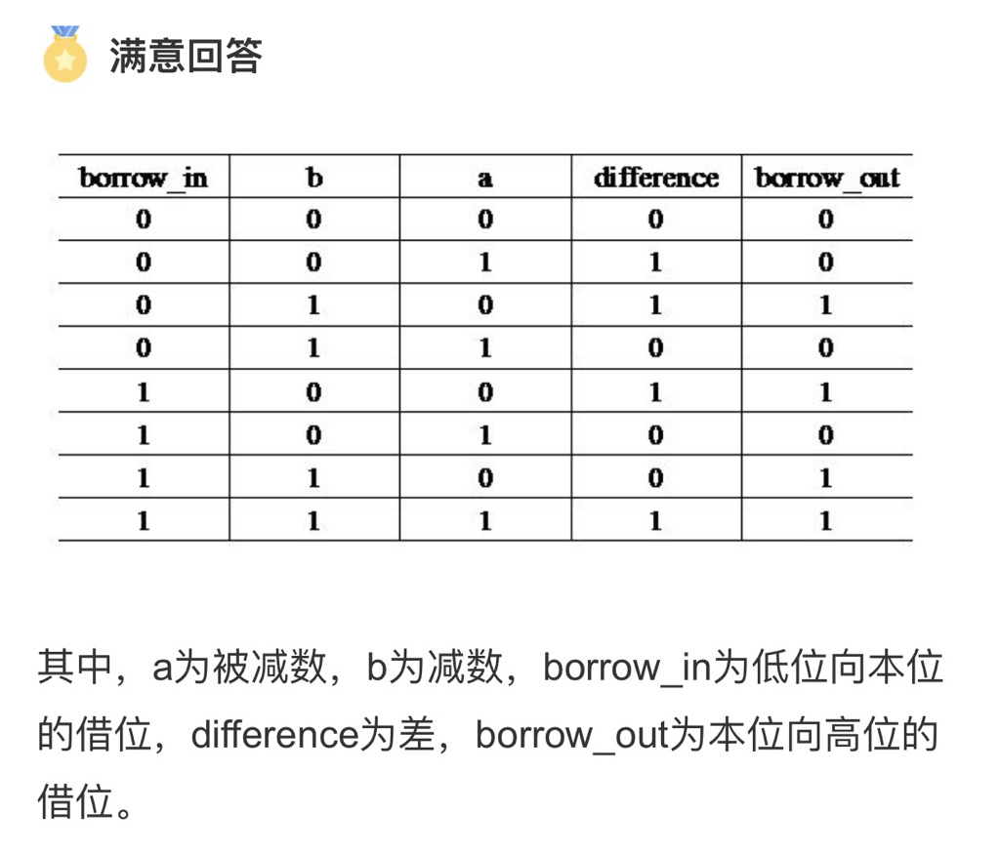 满意回答
borrow_in b a difference borrow_out
0 0 0 0 0
0 0 1 1 0
0 1 0 1 1
0 1 1 0 0
1 0 0 1 1
1 0 1 0 0
1 1 0 0 1
1 1 1 1 1
其中，a为被减数，b为减数，borrow_in为低位向本位
的借位，difference为差，borrow_out为本位向高位的
借位。